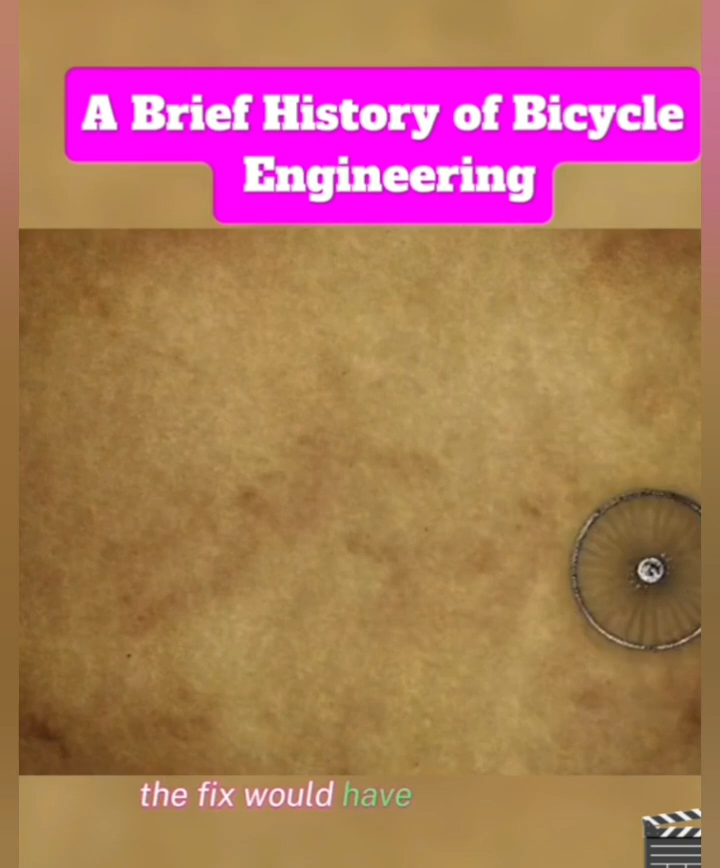 A Brief History of Bicycle
Engineering
the fix would have